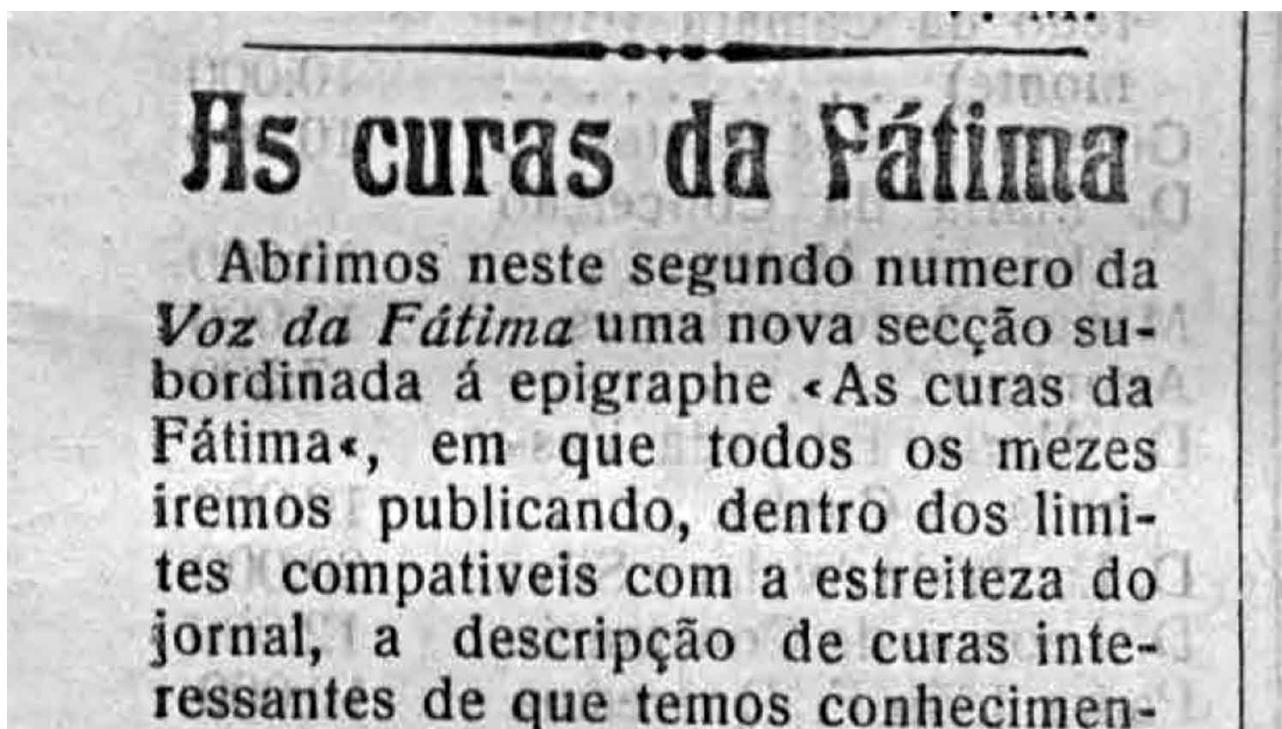 As curas da Fátima
Abrimos neste segundo numero da
Voz da Fátima uma nova secção su-
bordinada á epigraphe «As curas da
Fátima«, em que todos os mezes
iremos publicando, dentro dos limi-
tes compativeis com a estreiteza do
jornal, a descripção de curas inte-
ressantes de que temos conhecimen-